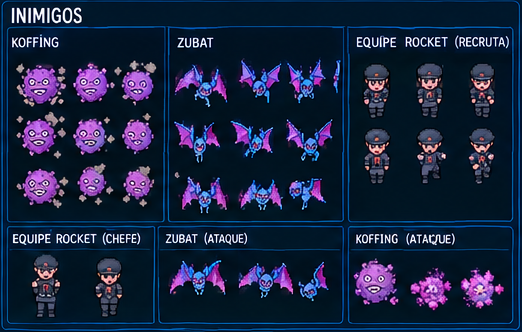 INIMIGOS
KOFFING
ZUBAT
EQUIPE ROCKET (RECRUTA)
EQUIPE ROCKET (CHEFE)
ZUBAT (ATAQUE)
KOFFING (ATAQUE)